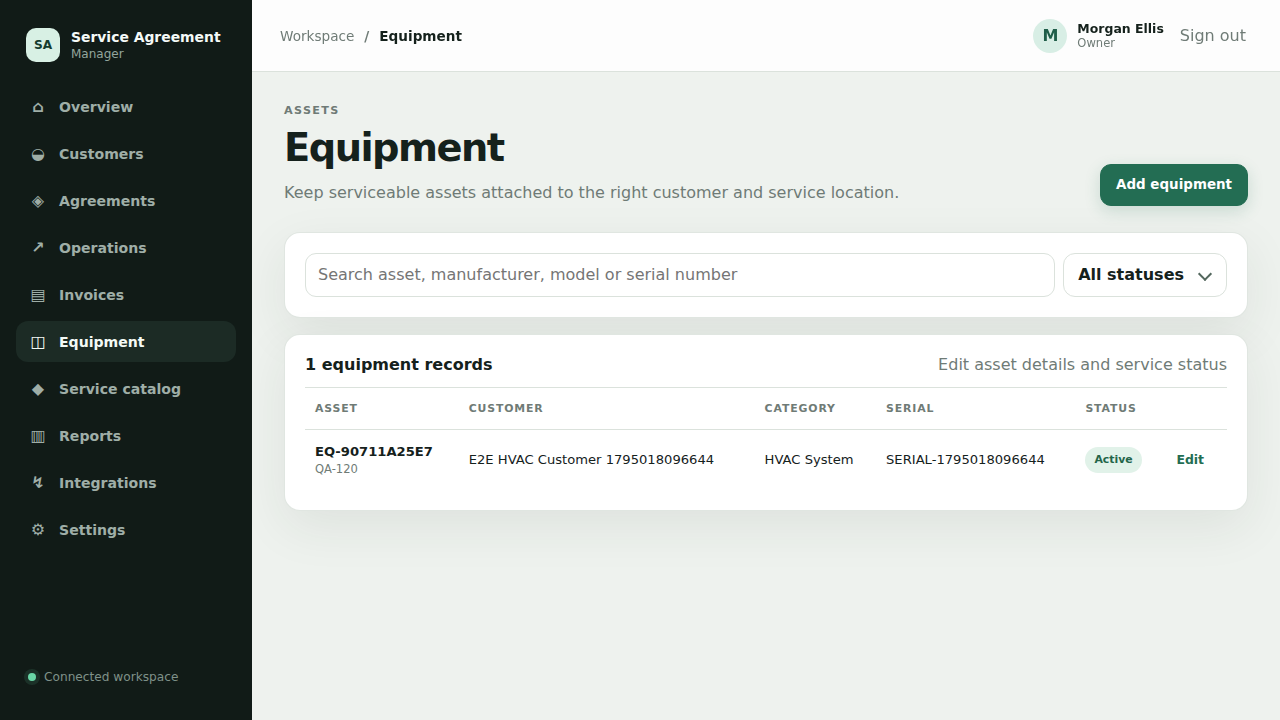 SA
Service Agreement
Manager
Overview
Customers
Agreements
Operations
Invoices
Equipment
Service catalog
Reports
Integrations
Settings
Connected workspace
Workspace / Equipment
M
Morgan Ellis
Owner
Sign out
ASSETS
Equipment
Keep serviceable assets attached to the right customer and service location.
Add equipment
Search asset, manufacturer, model or serial number
All statuses
1 equipment records
Edit asset details and service status
ASSET CUSTOMER CATEGORY SERIAL STATUS
EQ-90711A25E7
QA-120
E2E HVAC Customer 1795018096644
HVAC System
SERIAL-1795018096644
Active
Edit